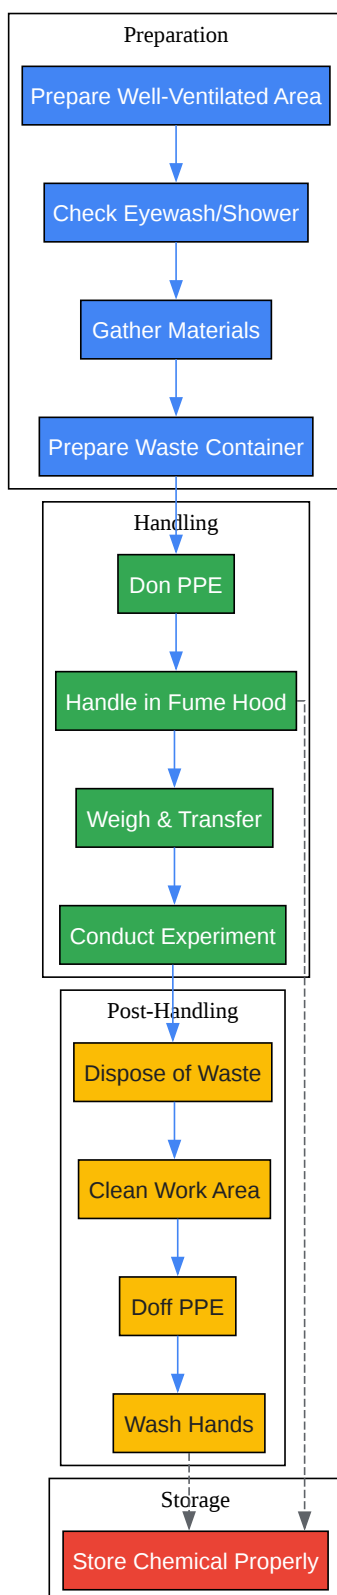 Preparation
Prepare Well-Ventilated Area
Check Eyewash/Shower
Gather Materials
Prepare Waste Container
Handling
Don PPE
Handle in Fume Hood
Weigh & Transfer
Conduct Experiment
Post-Handling
Dispose of Waste
Clean Work Area
Doff PPE
Wash Hands
Storage
Store Chemical Properly